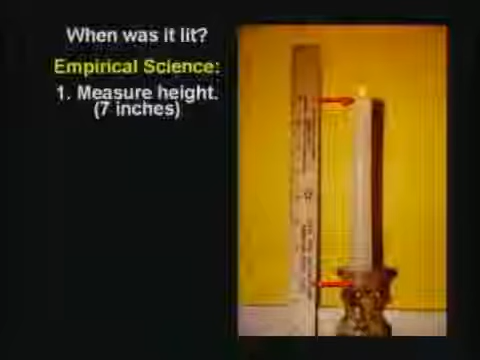 When was it lit?
Empirical Science:
1. Measure height.
(7 inches)